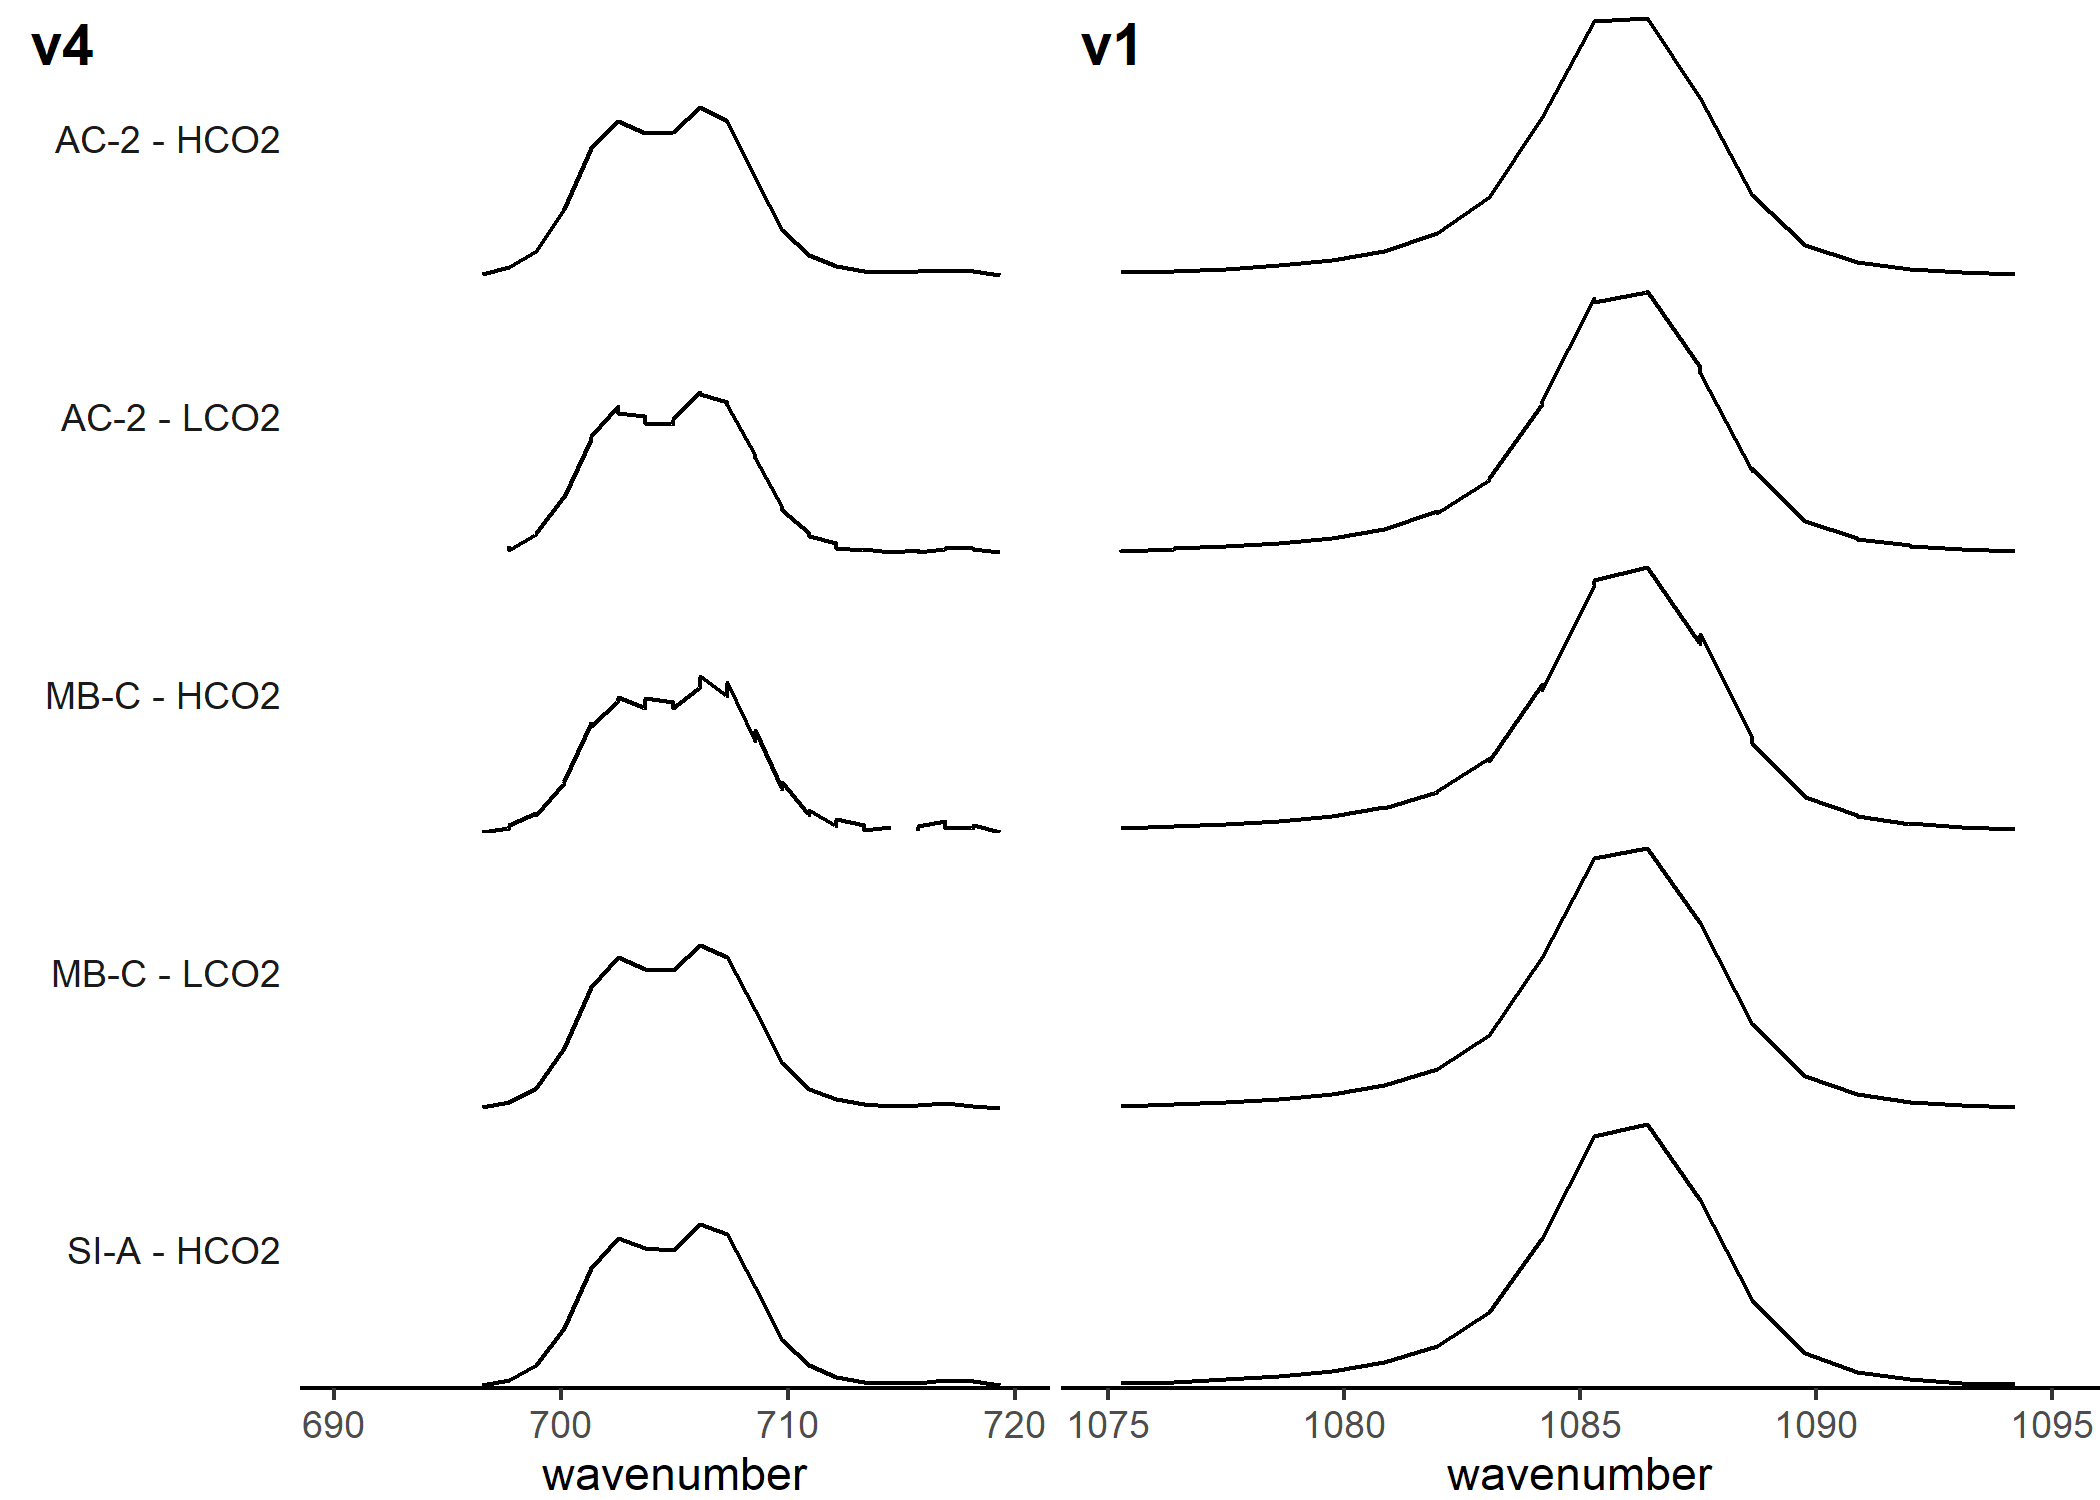 v4 v1
AC-2 - HCO2
AC-2 - LCO2
MB-C - HCO2
MB-C - LCO2
SI-A - HCO2
690 700 710 720 1075 1080 1085 1090 1095
wavenumber wavenumber